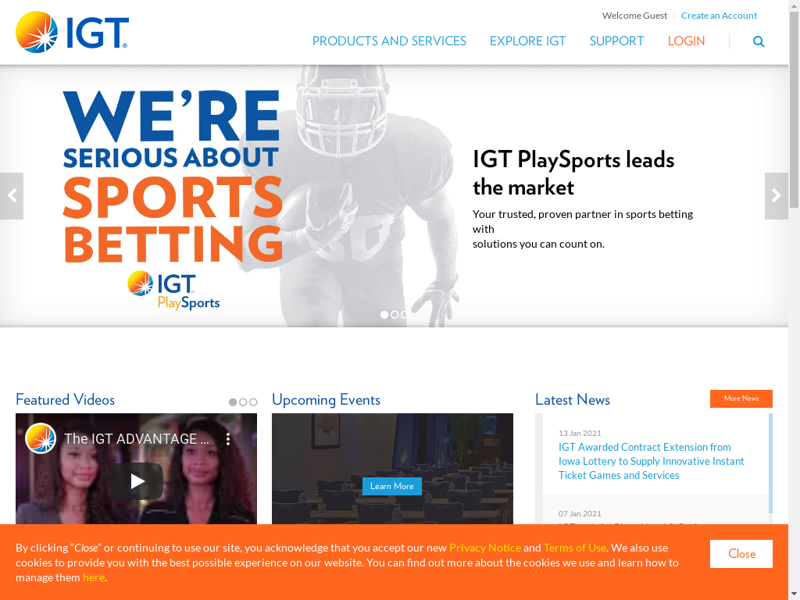 IGT
Welcome Guest | Create an Account
PRODUCTS AND SERVICES EXPLORE IGT SUPPORT LOGIN
WE'RE
SERIOUS ABOUT
SPORTS
BETTING
IGT
PlaySports
IGT PlaySports leads
the market
Your trusted, proven partner in sports betting
with
solutions you can count on.
Featured Videos
The IGT ADVANTAGE ...
Upcoming Events
Learn More
Latest News
More News
13 Jan 2021
IGT Awarded Contract Extension from
Iowa Lottery to Supply Innovative Instant
Ticket Games and Services
07 Jan 2021
By clicking "Close" or continuing to use our site, you acknowledge that you accept our new Privacy Notice and Terms of Use. We also use
cookies to provide you with the best possible experience on our website. You can find out more about the cookies we use and learn how to
manage them here.
Close